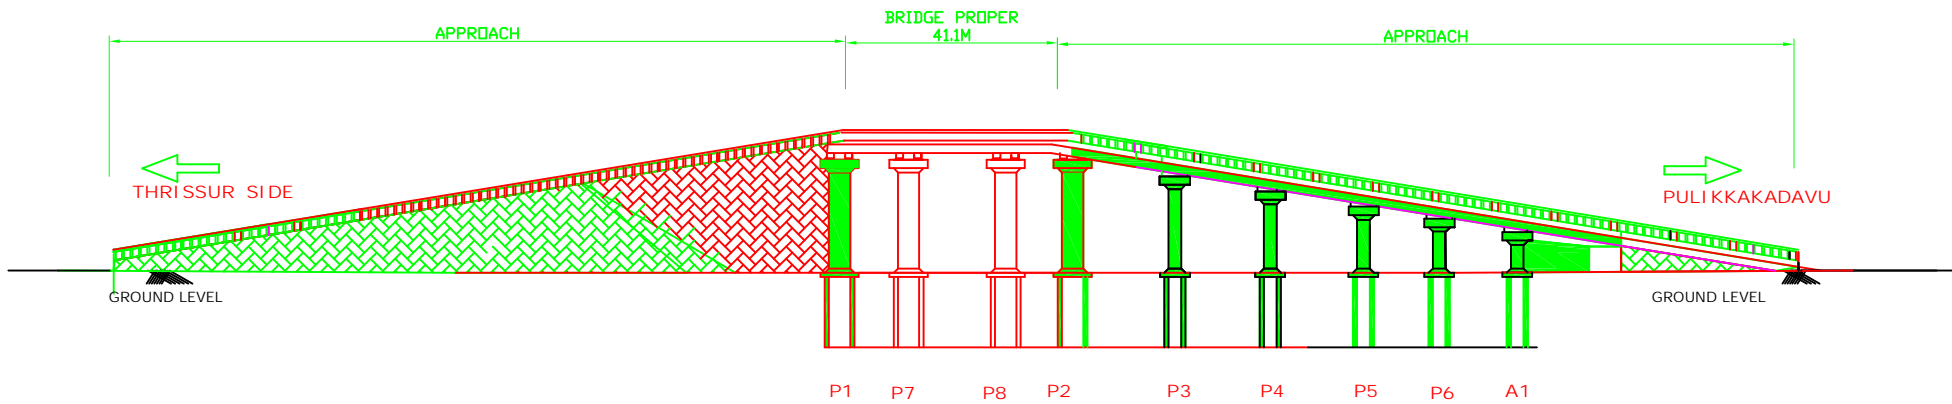 BRIDGE PROPER
APPROACH
41.1M
APPROACH
THRISSUR SIDE
PULIKKAKADAVU
GROUND LEVEL
GROUND LEVEL
P1
P7
P8
P2
P3
P4
P5
P6
A1